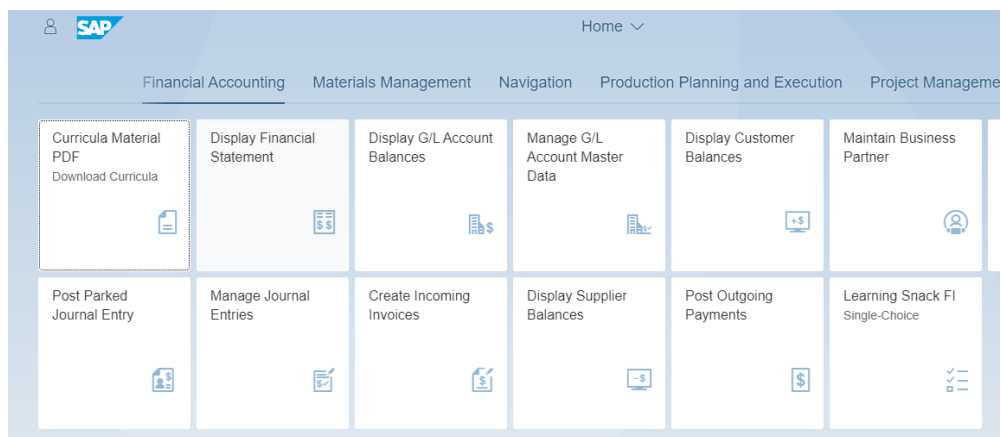 SAP
Home
Financial Accounting Materials Management Navigation Production Planning and Execution Project Manageme
Curricula Material
PDF
Download Curricula
Display Financial
Statement
Display G/L Account
Balances
Manage G/L
Account Master
Data
Display Customer
Balances
Maintain Business
Partner
Post Parked
Journal Entry
Manage Journal
Entries
Create Incoming
Invoices
Display Supplier
Balances
Post Outgoing
Payments
Learning Snack FI
Single-Choice